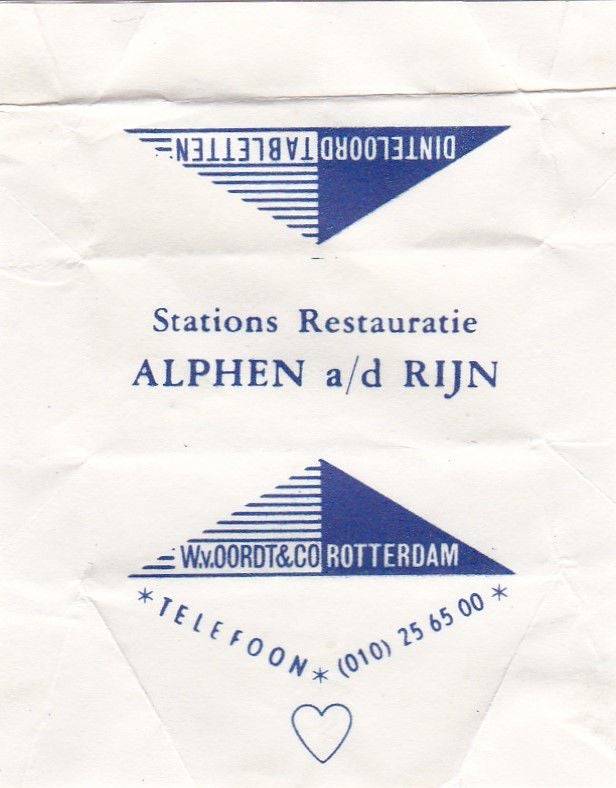 DINTELOORD TABLETTEN
Stations Restauratie
ALPHEN a/d RIJN
W.v.OORDT&CO ROTTERDAM
*TELEFOON*(010) 25 65 00*